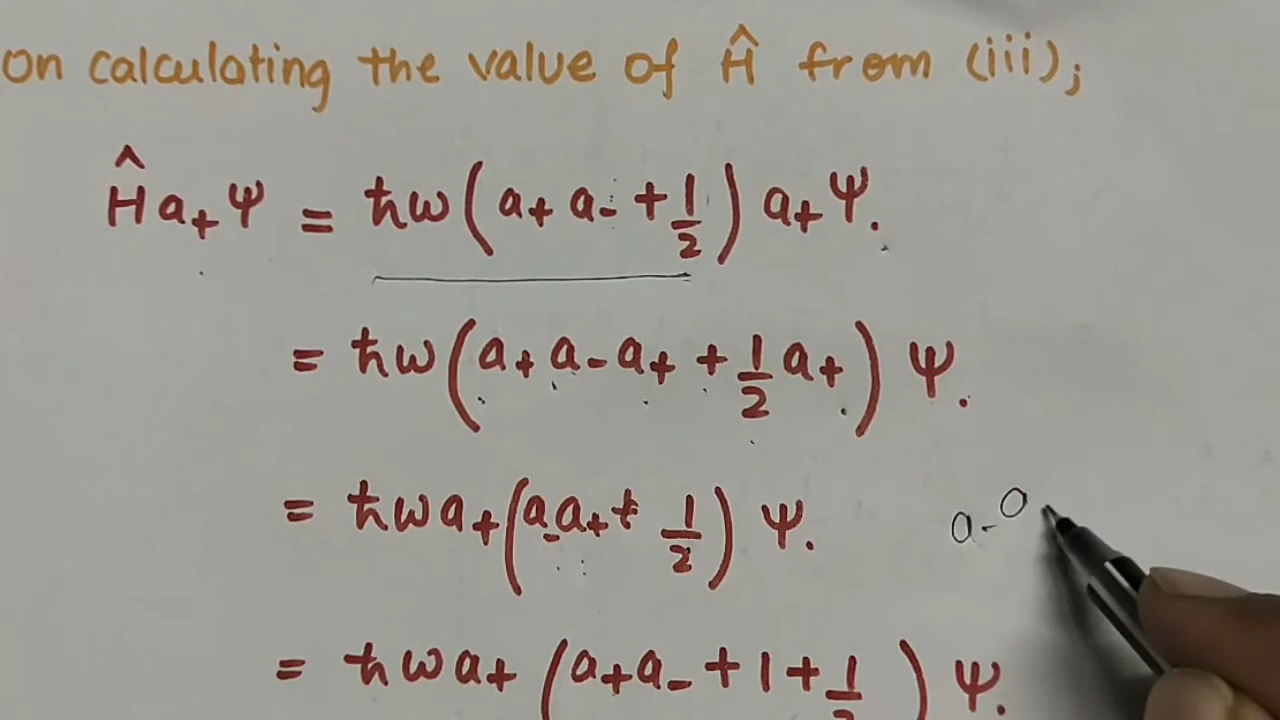 on calculating the value of Ĥ from (iii);
Ĥa₊Ψ = ħω(a₊a₋ + 1/2) a₊Ψ.
= ħω(a₊a₋a₊ + 1/2 a₊) Ψ.
= ħωa₊(a₋a₊ + 1/2) Ψ.
a₋a
= ħωa₊(a₊a₋ + 1 + 1/2) Ψ.